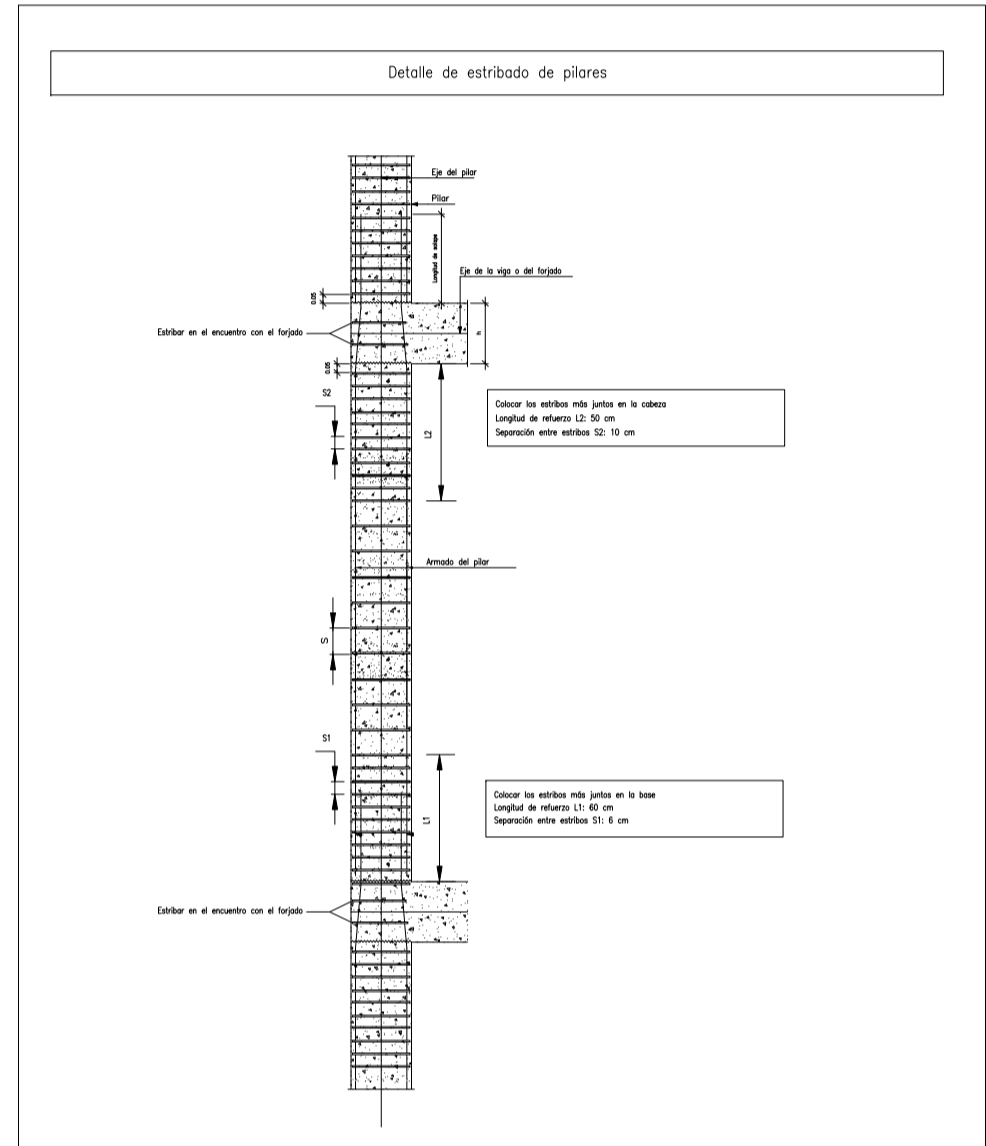 Detalle de estribado de pilares
Eje del pilar
Pilar
Longitud de solape
Eje de la viga o del forjado
0.05
h
Estribar en el encuentro con el forjado
0.05
S2
Colocar los estribos más juntos en la cabeza
Longitud de refuerzo L2: 50 cm
Separación entre estribos S2: 10 cm
L2
Armado del pilar
S
S1
Colocar los estribos más juntos en la base
Longitud de refuerzo L1: 60 cm
Separación entre estribos S1: 6 cm
L1
Estribar en el encuentro con el forjado